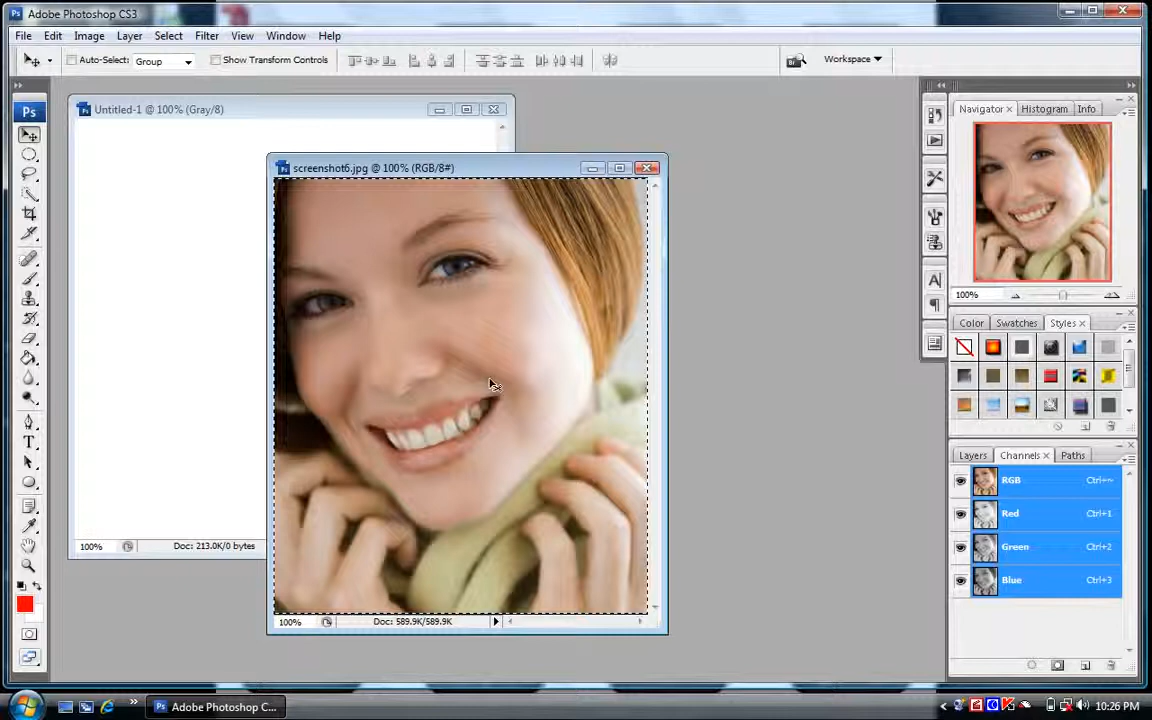 Ps Adobe Photoshop CS3
File Edit Image Layer Select Filter View Window Help
Auto-Select: Group Show Transform Controls Workspace
Ps
Untitled-1 @ 100% (Gray/8)
screenshot6.jpg @ 100% (RGB/8#)
100% Doc: 213.0K/0 bytes
100% Doc: 589.9K/589.9K
T
A
Navigator Histogram Info
100%
Color Swatches Styles
Layers Channels Paths
RGB Ctrl+~
Red Ctrl+1
Green Ctrl+2
Blue Ctrl+3
Ps Adobe Photoshop C... 10:26 PM